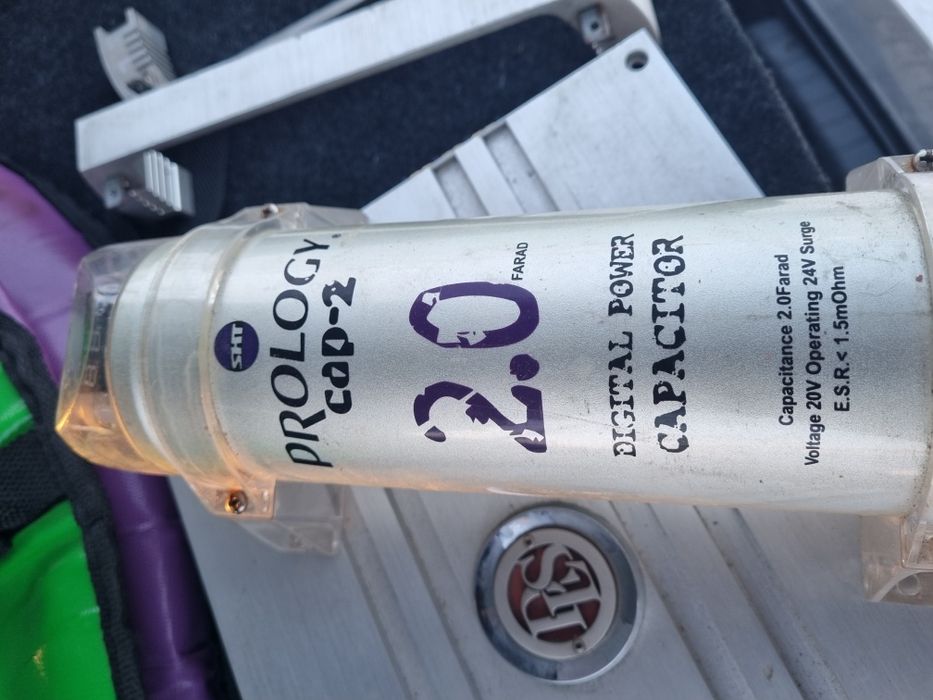 SHT
PROLOGY
cap-2
2.0
FARAD
DIGITAL POWER
CAPACITOR
Capacitance 2.0Farad
Voltage 20V Operating 24V Surge
E.S.R.< 1.5mOhm